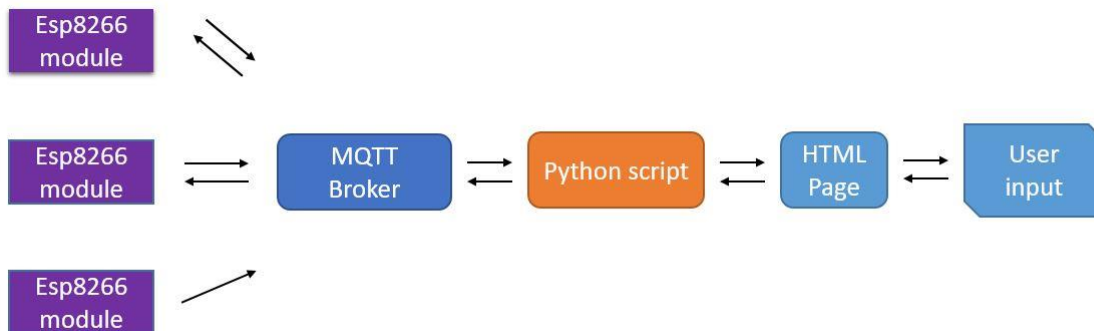 Esp8266
module
Esp8266
module
MQTT
Broker
Python script
HTML
Page
User
input
Esp8266
module